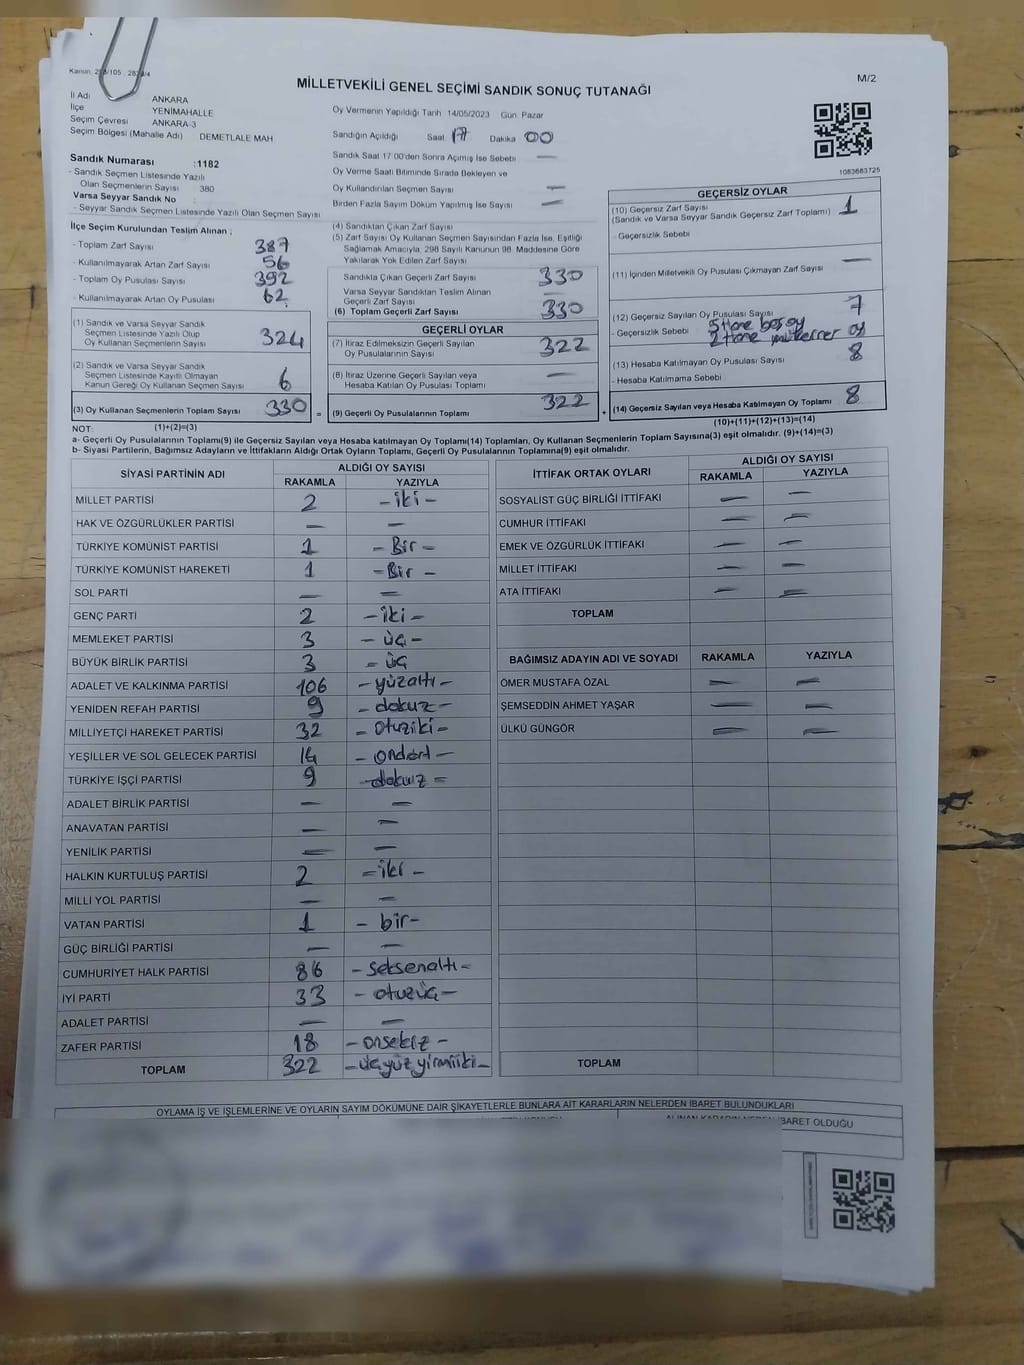 Kanun, 298/105 , 2839/4
MİLLETVEKİLİ GENEL SEÇİMİ SANDIK SONUÇ TUTANAĞI
M/2
İl Adı ANKARA
İlçe YENİMAHALLE
Seçim Çevresi ANKARA-3
Seçim Bölgesi (Mahalle Adı) DEMETLALE MAH
Sandık Numarası :1182
- Sandık Seçmen Listesinde Yazılı
Olan Seçmenlerin Sayısı 380
Varsa Seyyar Sandık No :
- Seyyar Sandık Seçmen Listesinde Yazılı Olan Seçmen Sayısı
İlçe Seçim Kurulundan Teslim Alınan ;
- Toplam Zarf Sayısı 387
- Kullanılmayarak Artan Zarf Sayısı 56
- Toplam Oy Pusulası Sayısı 392
- Kullanılmayarak Artan Oy Pusulası 62
(1) Sandık ve Varsa Seyyar Sandık
Seçmen Listesinde Yazılı Olup
Oy Kullanan Seçmenlerin Sayısı 324
(2) Sandık ve Varsa Seyyar Sandık
Seçmen Listesinde Kayıtlı Olmayan
Kanun Gereği Oy Kullanan Seçmen Sayısı 6
(3) Oy Kullanan Seçmenlerin Toplam Sayısı 330 =
Oy Vermenin Yapıldığı Tarih 14/05/2023 Gün Pazar
Sandığın Açıldığı Saat 17 Dakika 00
Sandık Saat 17:00'den Sonra Açılmış İse Sebebi —
Oy Verme Saati Bitiminde Sırada Bekleyen ve
Oy Kullandırılan Seçmen Sayısı —
Birden Fazla Sayım Döküm Yapılmış İse Sayısı —
(4) Sandıktan Çıkan Zarf Sayısı
(5) Zarf Sayısı Oy Kullanan Seçmen Sayısından Fazla İse, Eşitliği
Sağlamak Amacıyla, 298 Sayılı Kanunun 98. Maddesine Göre
Yakılarak Yok Edilen Zarf Sayısı
Sandıkta Çıkan Geçerli Zarf Sayısı 330
Varsa Seyyar Sandıktan Teslim Alınan
Geçerli Zarf Sayısı —
(6) Toplam Geçerli Zarf Sayısı 330
GEÇERLİ OYLAR
(7) İtiraz Edilmeksizin Geçerli Sayılan
Oy Pusulalarının Sayısı 322
(8) İtiraz Üzerine Geçerli Sayılan veya
Hesaba Katılan Oy Pusulası Toplamı —
(9) Geçerli Oy Pusulalarının Toplamı 322 +
1083683725
GEÇERSİZ OYLAR
(10) Geçersiz Zarf Sayısı 1
(Sandık ve Varsa Seyyar Sandık Geçersiz Zarf Toplamı)
- Geçersizlik Sebebi
(11) İçinden Milletvekili Oy Pusulası Çıkmayan Zarf Sayısı —
(12) Geçersiz Sayılan Oy Pusulası Sayısı 7
- Geçersizlik Sebebi 5 tane boş oy
2 tane mükerrer oy
(13) Hesaba Katılmayan Oy Pusulası Sayısı 8
- Hesaba Katılmama Sebebi
(14) Geçersiz Sayılan veya Hesaba Katılmayan Oy Toplamı 8
NOT: (1)+(2)=(3) (10)+(11)+(12)+(13)=(14)
a- Geçerli Oy Pusulalarının Toplamı(9) ile Geçersiz Sayılan veya Hesaba katılmayan Oy Toplamı(14) Toplamları, Oy Kullanan Seçmenlerin Toplam Sayısına(3) eşit olmalıdır. (9)+(14)=(3)
b- Siyasi Partilerin, Bağımsız Adayların ve İttifakların Aldığı Ortak Oyların Toplamı, Geçerli Oy Pusulalarının Toplamına(9) eşit olmalıdır.
SİYASİ PARTİNİN ADI ALDIĞI OY SAYISI
RAKAMLA YAZIYLA
MİLLET PARTİSİ 2 - iki -
HAK VE ÖZGÜRLÜKLER PARTİSİ — —
TÜRKİYE KOMÜNİST PARTİSİ 1 - Bir -
TÜRKİYE KOMÜNİST HAREKETİ 1 - Bir -
SOL PARTİ — —
GENÇ PARTİ 2 - iki -
MEMLEKET PARTİSİ 3 - üç -
BÜYÜK BİRLİK PARTİSİ 3 - üç
ADALET VE KALKINMA PARTİSİ 106 - yüzaltı -
YENİDEN REFAH PARTİSİ 9 - dokuz -
MİLLİYETÇİ HAREKET PARTİSİ 32 - otuziki -
YEŞİLLER VE SOL GELECEK PARTİSİ 14 - ondört -
TÜRKİYE İŞÇİ PARTİSİ 9 - dokuz -
ADALET BİRLİK PARTİSİ — —
ANAVATAN PARTİSİ — —
YENİLİK PARTİSİ — —
HALKIN KURTULUŞ PARTİSİ 2 - iki -
MİLLİ YOL PARTİSİ — —
VATAN PARTİSİ 1 - bir -
GÜÇ BİRLİĞİ PARTİSİ — —
CUMHURİYET HALK PARTİSİ 86 - seksenaltı -
İYİ PARTİ 33 - otuzüç -
ADALET PARTİSİ — —
ZAFER PARTİSİ 18 - onsekiz -
TOPLAM 322 - üçyüzyirmiiki -
İTTİFAK ORTAK OYLARI ALDIĞI OY SAYISI
RAKAMLA YAZIYLA
SOSYALİST GÜÇ BİRLİĞİ İTTİFAKI — —
CUMHUR İTTİFAKI — —
EMEK VE ÖZGÜRLÜK İTTİFAKI — —
MİLLET İTTİFAKI — —
ATA İTTİFAKI — —
TOPLAM
BAĞIMSIZ ADAYIN ADI VE SOYADI RAKAMLA YAZIYLA
ÖMER MUSTAFA ÖZAL — —
ŞEMSEDDİN AHMET YAŞAR — —
ÜLKÜ GÜNGÖR — —
TOPLAM
OYLAMA İŞ VE İŞLEMLERİNE VE OYLARIN SAYIM DÖKÜMÜNE DAİR ŞİKAYETLERLE BUNLARA AİT KARARLARIN NELERDEN İBARET BULUNDUKLARI
ALINAN KARARIN NEDEN İBARET OLDUĞU